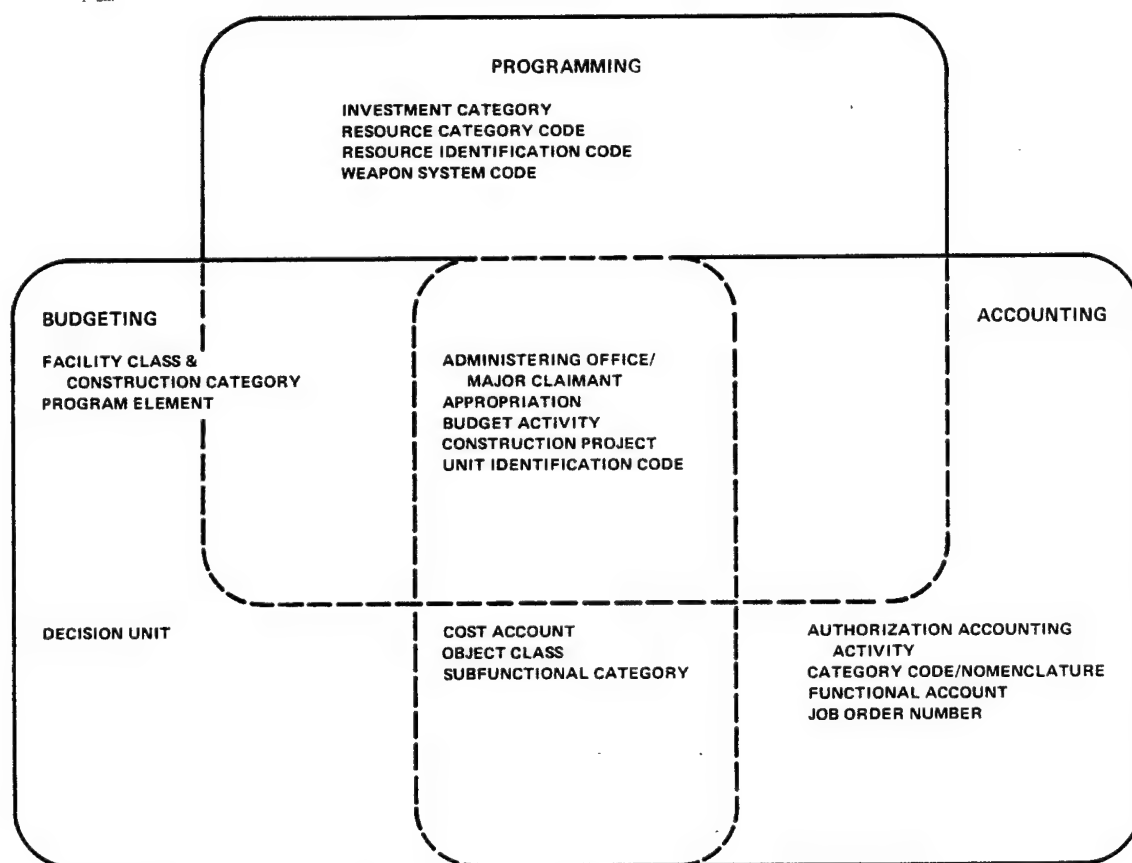 PROGRAMMING
INVESTMENT CATEGORY
RESOURCE CATEGORY CODE
RESOURCE IDENTIFICATION CODE
WEAPON SYSTEM CODE
BUDGETING
FACILITY CLASS &
CONSTRUCTION CATEGORY
PROGRAM ELEMENT
ADMINISTERING OFFICE/
MAJOR CLAIMANT
APPROPRIATION
BUDGET ACTIVITY
CONSTRUCTION PROJECT
UNIT IDENTIFICATION CODE
ACCOUNTING
DECISION UNIT
COST ACCOUNT
OBJECT CLASS
SUBFUNCTIONAL CATEGORY
AUTHORIZATION ACCOUNTING
ACTIVITY
CATEGORY CODE/NOMENCLATURE
FUNCTIONAL ACCOUNT
JOB ORDER NUMBER